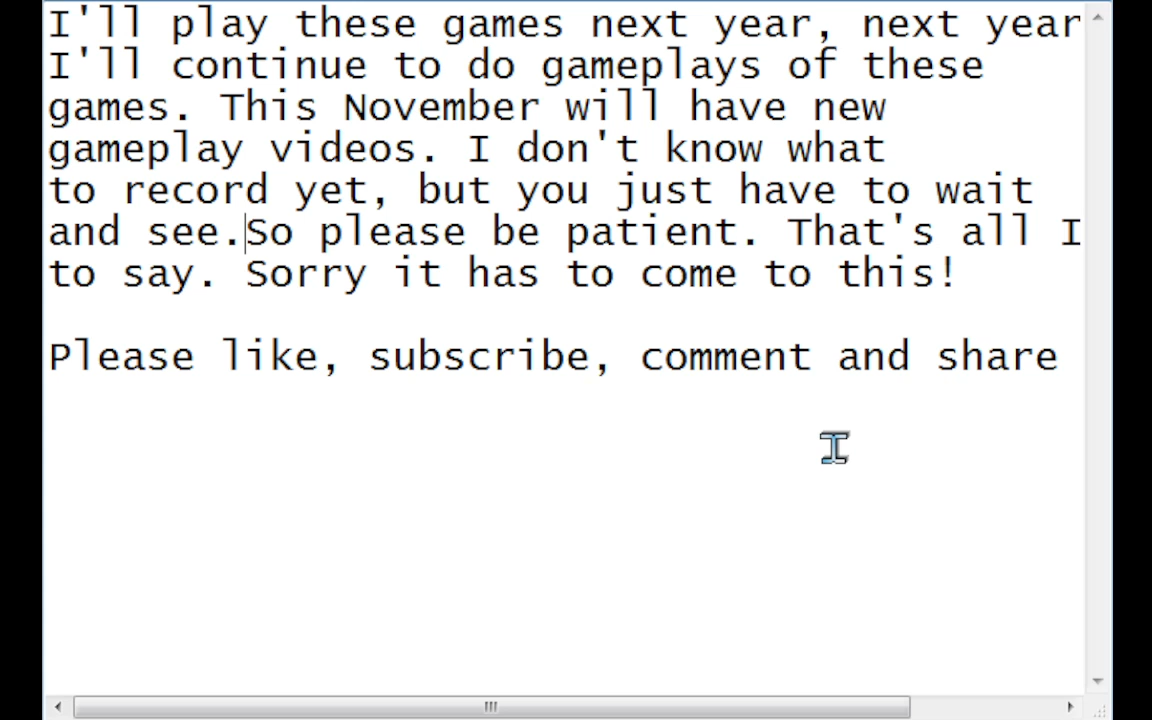 I'll play these games next year, next year
I'll continue to do gameplays of these
games. This November will have new
gameplay videos. I don't know what
to record yet, but you just have to wait
and see.So please be patient. That's all I
to say. Sorry it has to come to this!
Please like, subscribe, comment and share